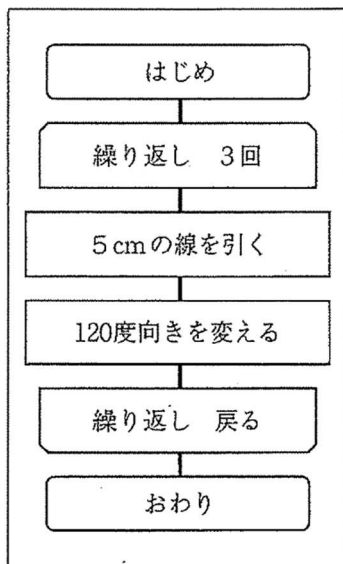 はじめ
繰り返し　3回
5cmの線を引く
120度向きを変える
繰り返し　戻る
おわり